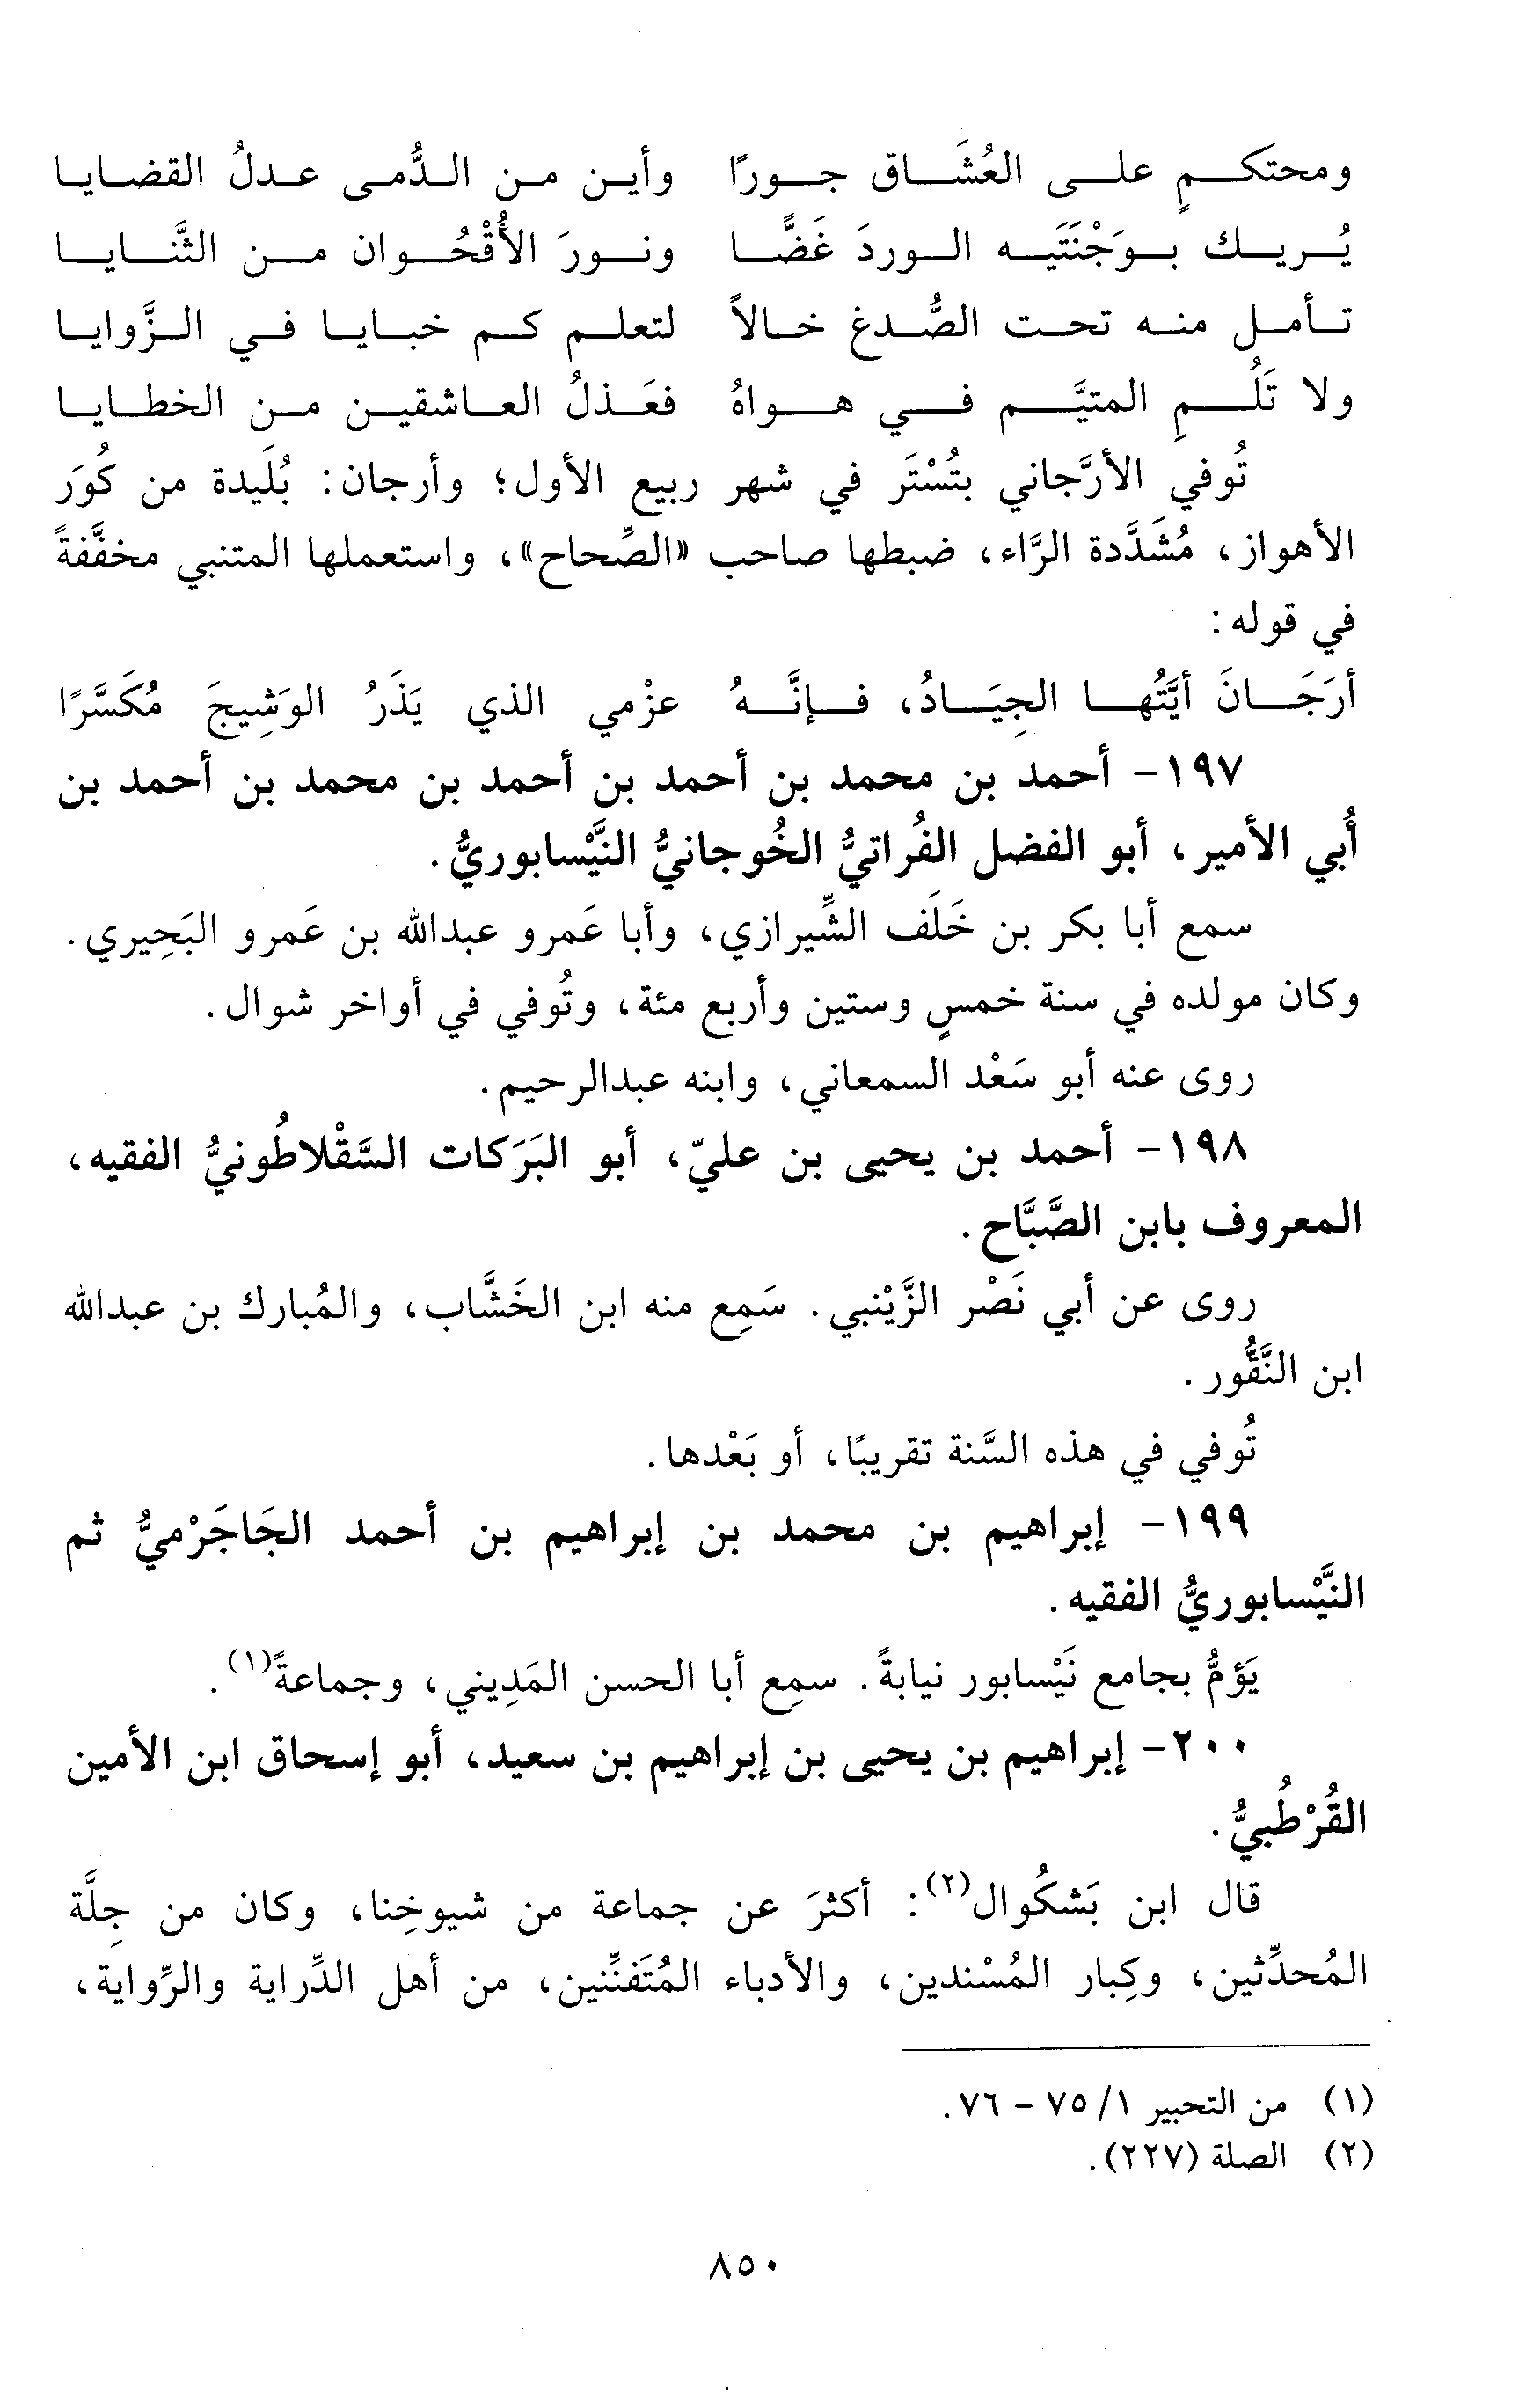 ومحتكمٍ على العُشَّاق جورًا وأين من الدُّمى عدلُ القضايا
يُريك بوَجْنَتَيه الوردَ غَضًّا ونورَ الأُقْحُوان من الثَّنايا
تأمل منه تحت الصُّدغ خالاً لتعلم كم خبايا في الزَّوايا
ولا تَلُمِ المتيَّم في هواهُ فعَذلُ العاشقين من الخطايا
تُوفي الأرَّجاني بتُسْتَر في شهر ربيع الأول؛ وأرجان: بُلَيدة من كُوَر
الأهواز، مُشَدَّدة الرَّاء، ضبطها صاحب «الصِّحاح»، واستعملها المتنبي مخفَّفةً
في قوله:
أرَجَانَ أيَّتُها الجِيَادُ، فإنَّهُ عزْمي الذي يَذَرُ الوَشِيجَ مُكَسَّرًا
١٩٧- أحمد بن محمد بن أحمد بن أحمد بن محمد بن أحمد بن
أُبي الأمير، أبو الفضل الفُراتيُّ الخُوجانيُّ النَّيْسابوريُّ.
سمع أبا بكر بن خَلَف الشِّيرازي، وأبا عَمرو عبدالله بن عَمرو البَحِيري.
وكان مولده في سنة خمسٍ وستين وأربع مئة، وتُوفي في أواخر شوال.
روى عنه أبو سَعْد السمعاني، وابنه عبدالرحيم.
١٩٨- أحمد بن يحيى بن عليّ، أبو البَرَكات السَّقْلاطُونيُّ الفقيه،
المعروف بابن الصَّبَّاح.
روى عن أبي نَصْر الزَّيْنبي. سَمِع منه ابن الخَشَّاب، والمُبارك بن عبدالله
ابن النَّقُّور.
تُوفي في هذه السَّنة تقريبًا، أو بَعْدها.
١٩٩- إبراهيم بن محمد بن إبراهيم بن أحمد الجَاجَرْميُّ ثم
النَّيْسابوريُّ الفقيه.
يَؤمُّ بجامع نَيْسابور نيابةً. سمِع أبا الحسن المَدِيني، وجماعةً(١).
٢٠٠- إبراهيم بن يحيى بن إبراهيم بن سعيد، أبو إسحاق ابن الأمين
القُرْطُبيُّ.
قال ابن بَشكُوال(٢): أكثرَ عن جماعة من شيوخِنا، وكان من جِلَّة
المُحدِّثين، وكِبار المُسْندين، والأدباء المُتَفنِّنين، من أهل الدِّراية والرِّواية،
(١) من التحبير ١/ ٧٥ - ٧٦.
(٢) الصلة (٢٢٧).
٨٥٠